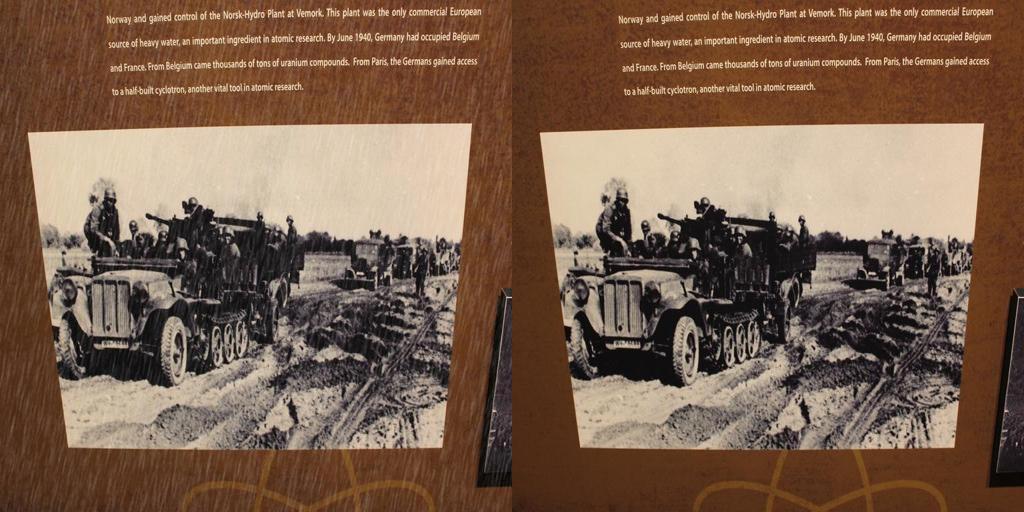 Norway and gained control of the Norsk-Hydro Plant at Vemork. This plant was the only commercial European
source of heavy water, an important ingredient in atomic research. By June 1940, Germany had occupied Belgium
and France. From Belgium came thousands of tons of uranium compounds. From Paris, the Germans gained access
to a half-built cyclotron, another vital tool in atomic research.
Norway and gained control of the Norsk-Hydro Plant at Vemork. This plant was the only commercial European
source of heavy water, an important ingredient in atomic research. By June 1940, Germany had occupied Belgium
and France. From Belgium came thousands of tons of uranium compounds. From Paris, the Germans gained access
to a half-built cyclotron, another vital tool in atomic research.